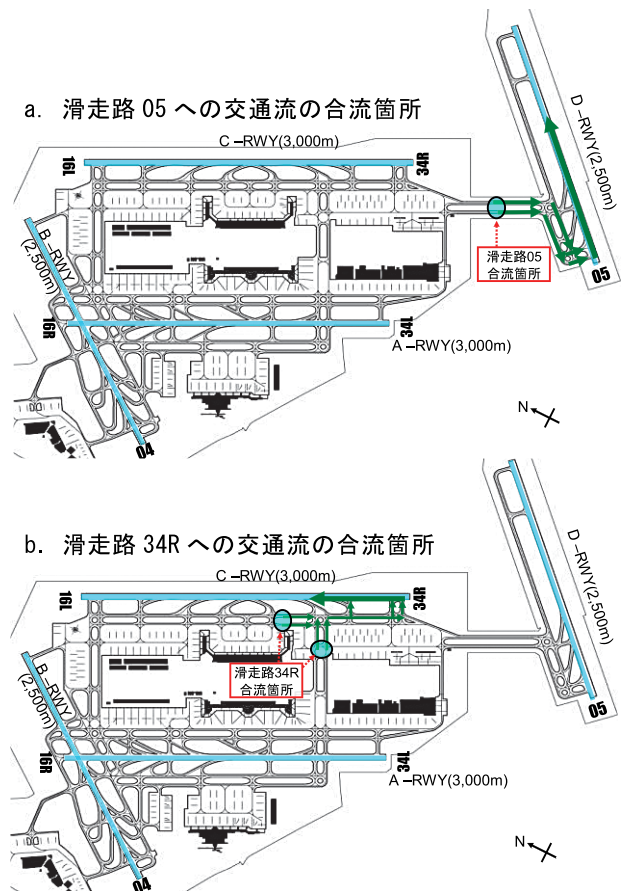 a. 滑走路 05 への交通流の合流箇所
C –RWY(3,000m)
16L
34R
D –RWY(2,500m)
B –RWY
(2,500m)
滑走路05
合流箇所
05
16R
34L
A –RWY(3,000m)
N
04
b. 滑走路 34R への交通流の合流箇所
C –RWY(3,000m)
16L
34R
D –RWY(2,500m)
B –RWY
(2,500m)
滑走路34R
合流箇所
05
16R
34L
A –RWY(3,000m)
N
04